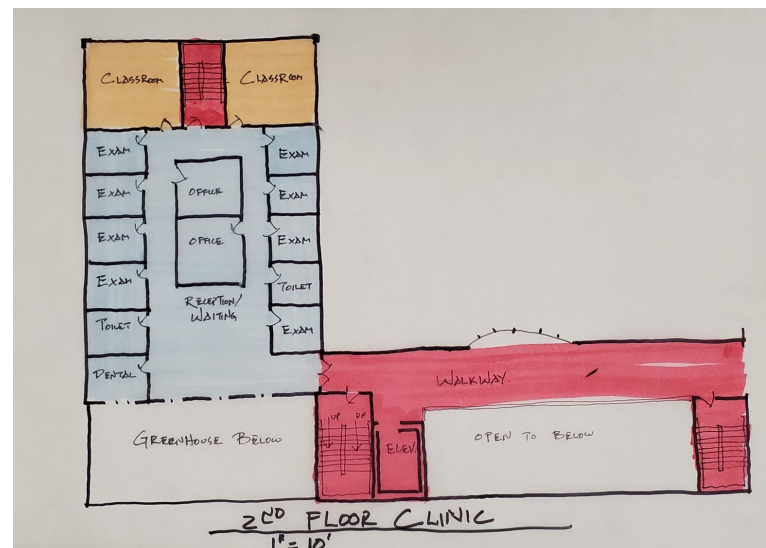 CLASSROOM
CLASSROOM
EXAM
EXAM
EXAM
EXAM
TOILET
DENTAL
OFFICE
OFFICE
RECEPTION/
WAITING
EXAM
EXAM
EXAM
TOILET
EXAM
WALKWAY
UP DN
ELEV.
GREENHOUSE BELOW
OPEN TO BELOW
2ND FLOOR CLINIC
1" = 10'